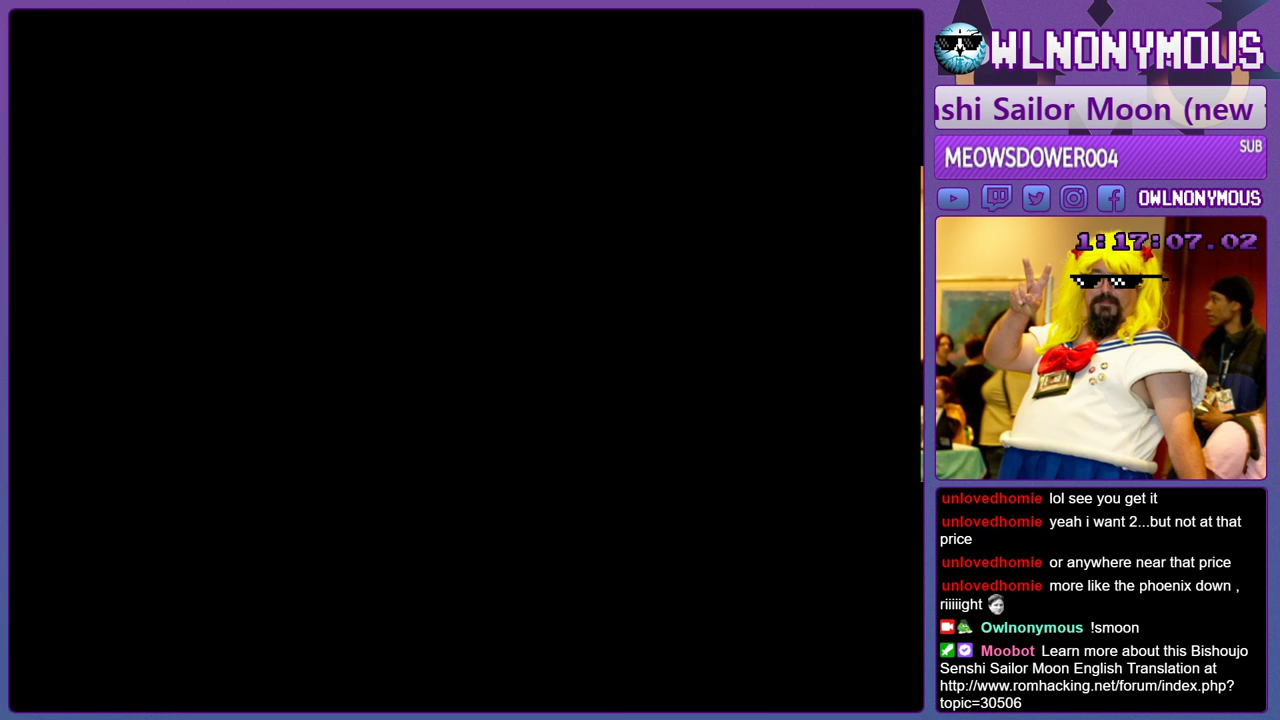 OWLNONYMOUS
nshi Sailor Moon (new
MEOWSDOWER004
SUB
OWLNONYMOUS
1:17:07.02
unlovedhomie lol see you get it
unlovedhomie yeah i want 2...but not at that
price
unlovedhomie or anywhere near that price
unlovedhomie more like the phoenix down ,
riiiiight
Owlnonymous !smoon
Moobot Learn more about this Bishoujo
Senshi Sailor Moon English Translation at
http://www.romhacking.net/forum/index.php?
topic=30506